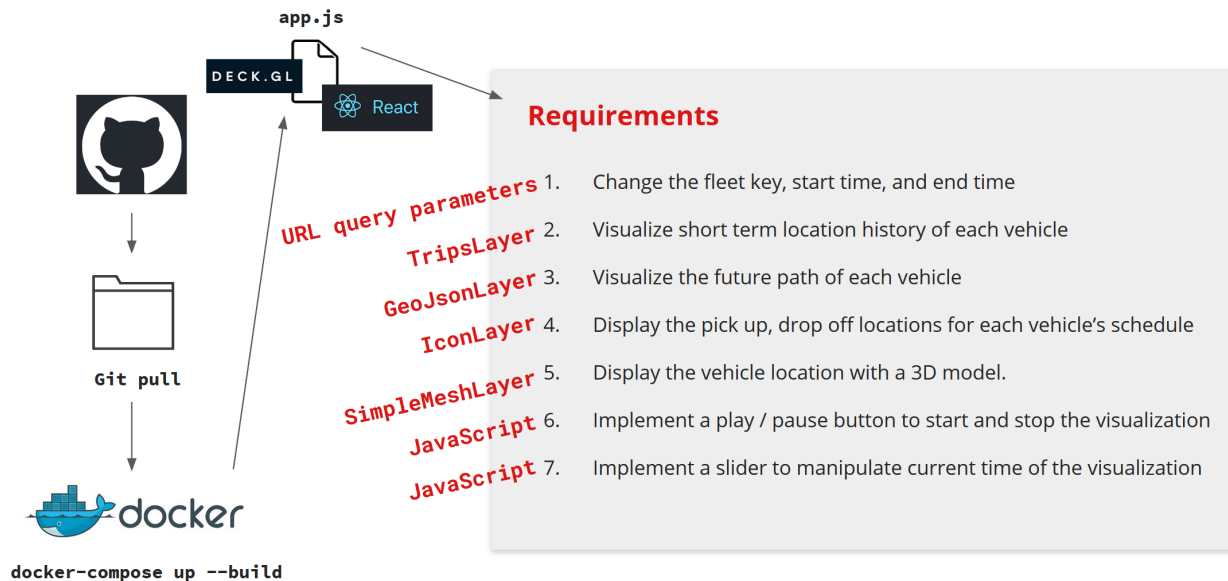 app.js
DECK.GL
React
Git pull
docker
docker-compose up --build
Requirements
URL query parameters 1. Change the fleet key, start time, and end time
TripsLayer 2. Visualize short term location history of each vehicle
GeoJsonLayer 3. Visualize the future path of each vehicle
IconLayer 4. Display the pick up, drop off locations for each vehicle’s schedule
SimpleMeshLayer 5. Display the vehicle location with a 3D model.
JavaScript 6. Implement a play / pause button to start and stop the visualization
JavaScript 7. Implement a slider to manipulate current time of the visualization